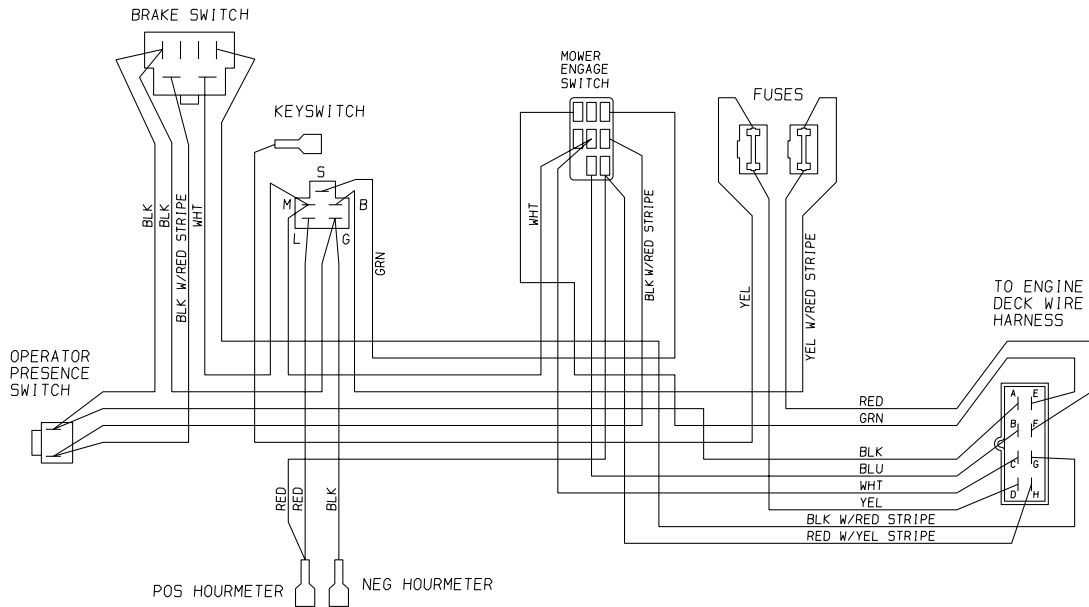 BRAKE SWITCH
MOWER
ENGAGE
SWITCH
FUSES
KEYSWITCH
S
M
B
L
G
BLK
BLK
BLK W/RED STRIPE
WHT
GRN
WHT
BLK W/RED STRIPE
YEL
YEL W/RED STRIPE
TO ENGINE
DECK WIRE
HARNESS
OPERATOR
PRESENCE
SWITCH
A E
B F
C G
D H
RED
GRN
BLK
BLU
WHT
YEL
BLK W/RED STRIPE
RED W/YEL STRIPE
RED
RED
BLK
POS HOURMETER
NEG HOURMETER